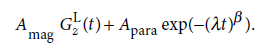 A_mag G_z^L(t) + A_para exp(−(λt)^β).